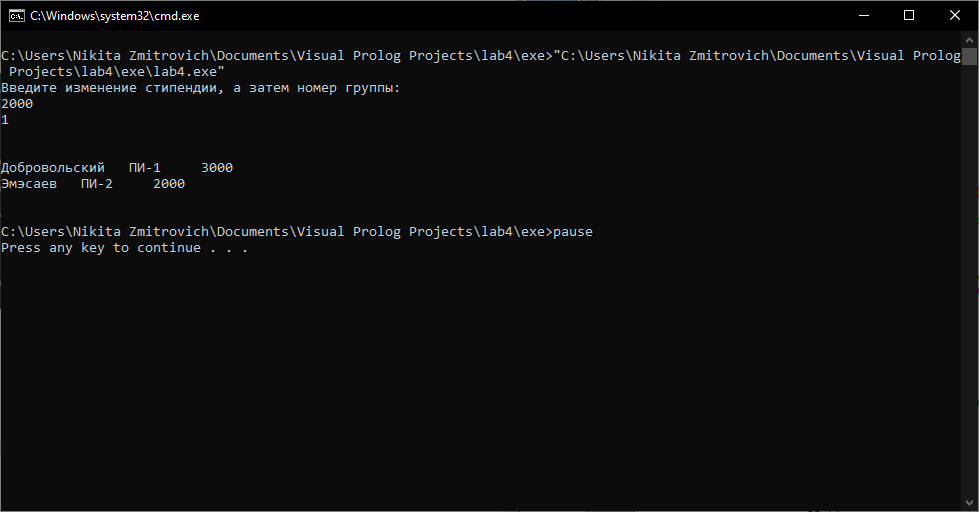 C:\Windows\system32\cmd.exe
C:\Users\Nikita Zmitrovich\Documents\Visual Prolog Projects\lab4\exe>"C:\Users\Nikita Zmitrovich\Documents\Visual Prolog
 Projects\lab4\exe\lab4.exe"
Введите изменение стипендии, а затем номер группы:
2000
1
Добровольский   ПИ-1     3000
Эмэсаев   ПИ-2     2000
C:\Users\Nikita Zmitrovich\Documents\Visual Prolog Projects\lab4\exe>pause
Press any key to continue . . .